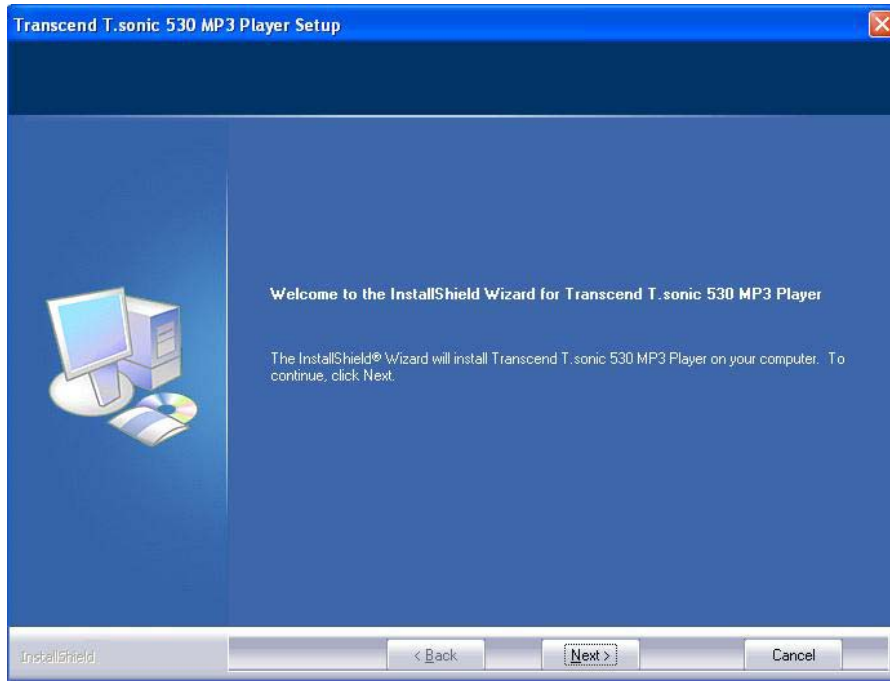 Transcend T.sonic 530 MP3 Player Setup
Welcome to the InstallShield Wizard for Transcend T.sonic 530 MP3 Player
The InstallShield® Wizard will install Transcend T.sonic 530 MP3 Player on your computer. To
continue, click Next.
InstallShield
< Back
Next >
Cancel